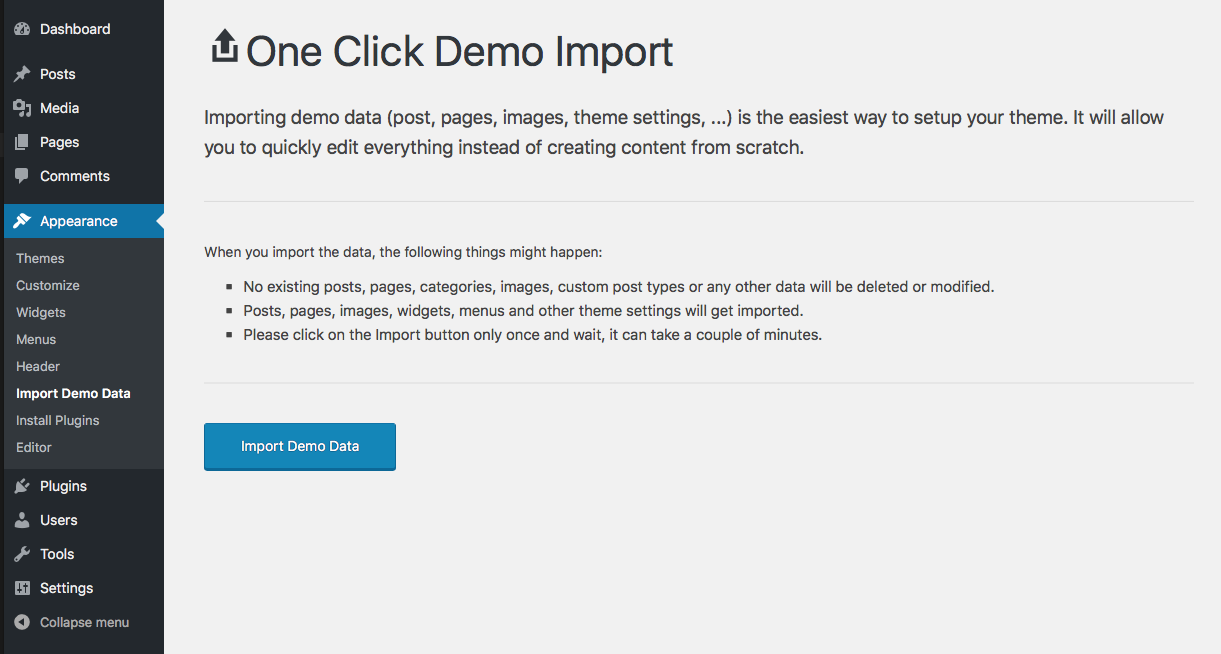 Dashboard
Posts
Media
Pages
Comments
Appearance
Themes
Customize
Widgets
Menus
Header
Import Demo Data
Install Plugins
Editor
Plugins
Users
Tools
Settings
Collapse menu
One Click Demo Import
Importing demo data (post, pages, images, theme settings, ...) is the easiest way to setup your theme. It will allow
you to quickly edit everything instead of creating content from scratch.
When you import the data, the following things might happen:
No existing posts, pages, categories, images, custom post types or any other data will be deleted or modified.
Posts, pages, images, widgets, menus and other theme settings will get imported.
Please click on the Import button only once and wait, it can take a couple of minutes.
Import Demo Data